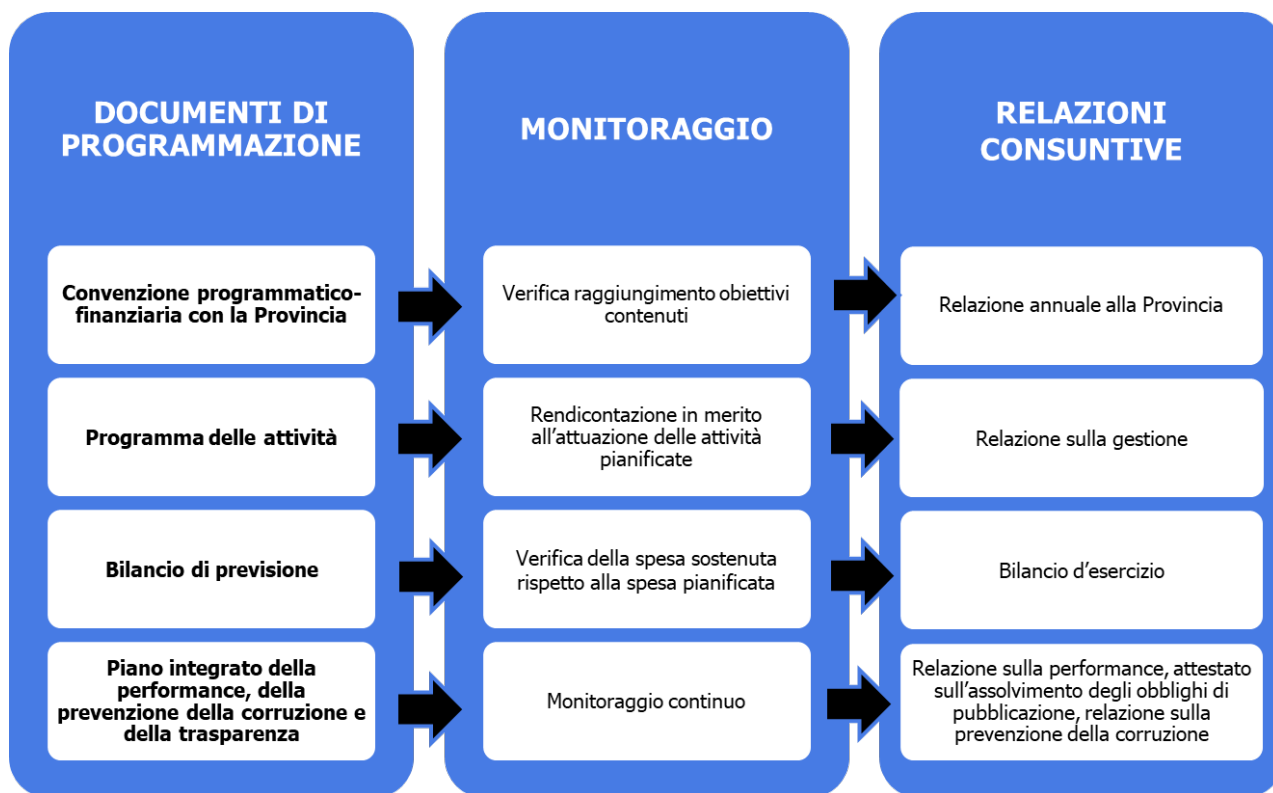 DOCUMENTI DI
PROGRAMMAZIONE
MONITORAGGIO
RELAZIONI
CONSUNTIVE
Convenzione programmatico-
finanziaria con la Provincia
Verifica raggiungimento obiettivi
contenuti
Relazione annuale alla Provincia
Programma delle attività
Rendicontazione in merito
all'attuazione delle attività
pianificate
Relazione sulla gestione
Bilancio di previsione
Verifica della spesa sostenuta
rispetto alla spesa pianificata
Bilancio d'esercizio
Piano integrato della
performance, della
prevenzione della corruzione e
della trasparenza
Monitoraggio continuo
Relazione sulla performance, attestato
sull'assolvimento degli obblighi di
pubblicazione, relazione sulla
prevenzione della corruzione